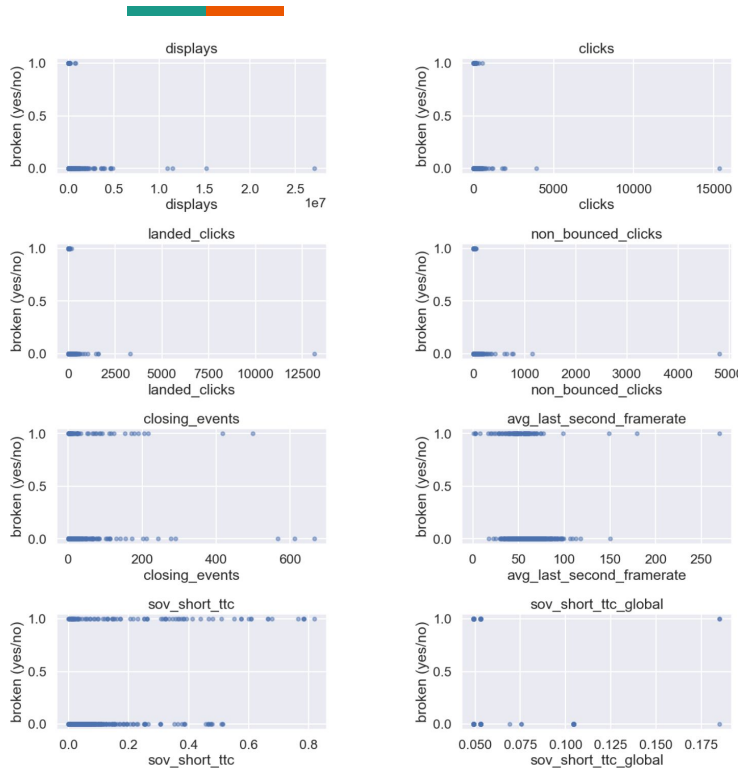 displays
broken (yes/no)
1.0
0.5
0.0
0.0 0.5 1.0 1.5 2.0 2.5
1e7
displays
clicks
broken (yes/no)
1.0
0.5
0.0
0 5000 10000 15000
clicks
landed_clicks
broken (yes/no)
1.0
0.5
0.0
0 2500 5000 7500 10000 12500
landed_clicks
non_bounced_clicks
broken (yes/no)
1.0
0.5
0.0
0 1000 2000 3000 4000 5000
non_bounced_clicks
closing_events
broken (yes/no)
1.0
0.5
0.0
0 200 400 600
closing_events
avg_last_second_framerate
broken (yes/no)
1.0
0.5
0.0
0 50 100 150 200 250
avg_last_second_framerate
sov_short_ttc
broken (yes/no)
1.0
0.5
0.0
0.0 0.2 0.4 0.6 0.8
sov_short_ttc
sov_short_ttc_global
broken (yes/no)
1.0
0.5
0.0
0.050 0.075 0.100 0.125 0.150 0.175
sov_short_ttc_global